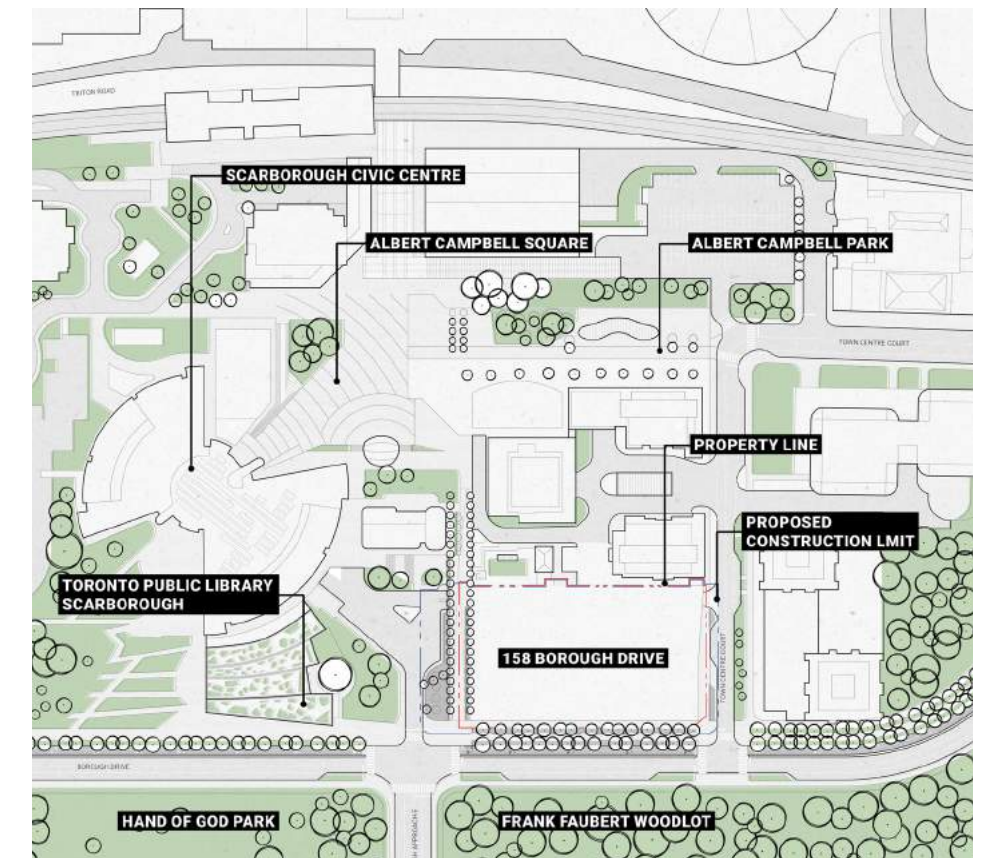 TRITON ROAD
SCARBOROUGH CIVIC CENTRE
ALBERT CAMPBELL SQUARE
ALBERT CAMPBELL PARK
TOWN CENTRE COURT
PROPERTY LINE
PROPOSED
CONSTRUCTION LMIT
TORONTO PUBLIC LIBRARY
SCARBOROUGH
158 BOROUGH DRIVE
TOWN CENTRE COURT
BOROUGH DRIVE
HAND OF GOD PARK
FRANK FAUBERT WOODLOT
APPROACH